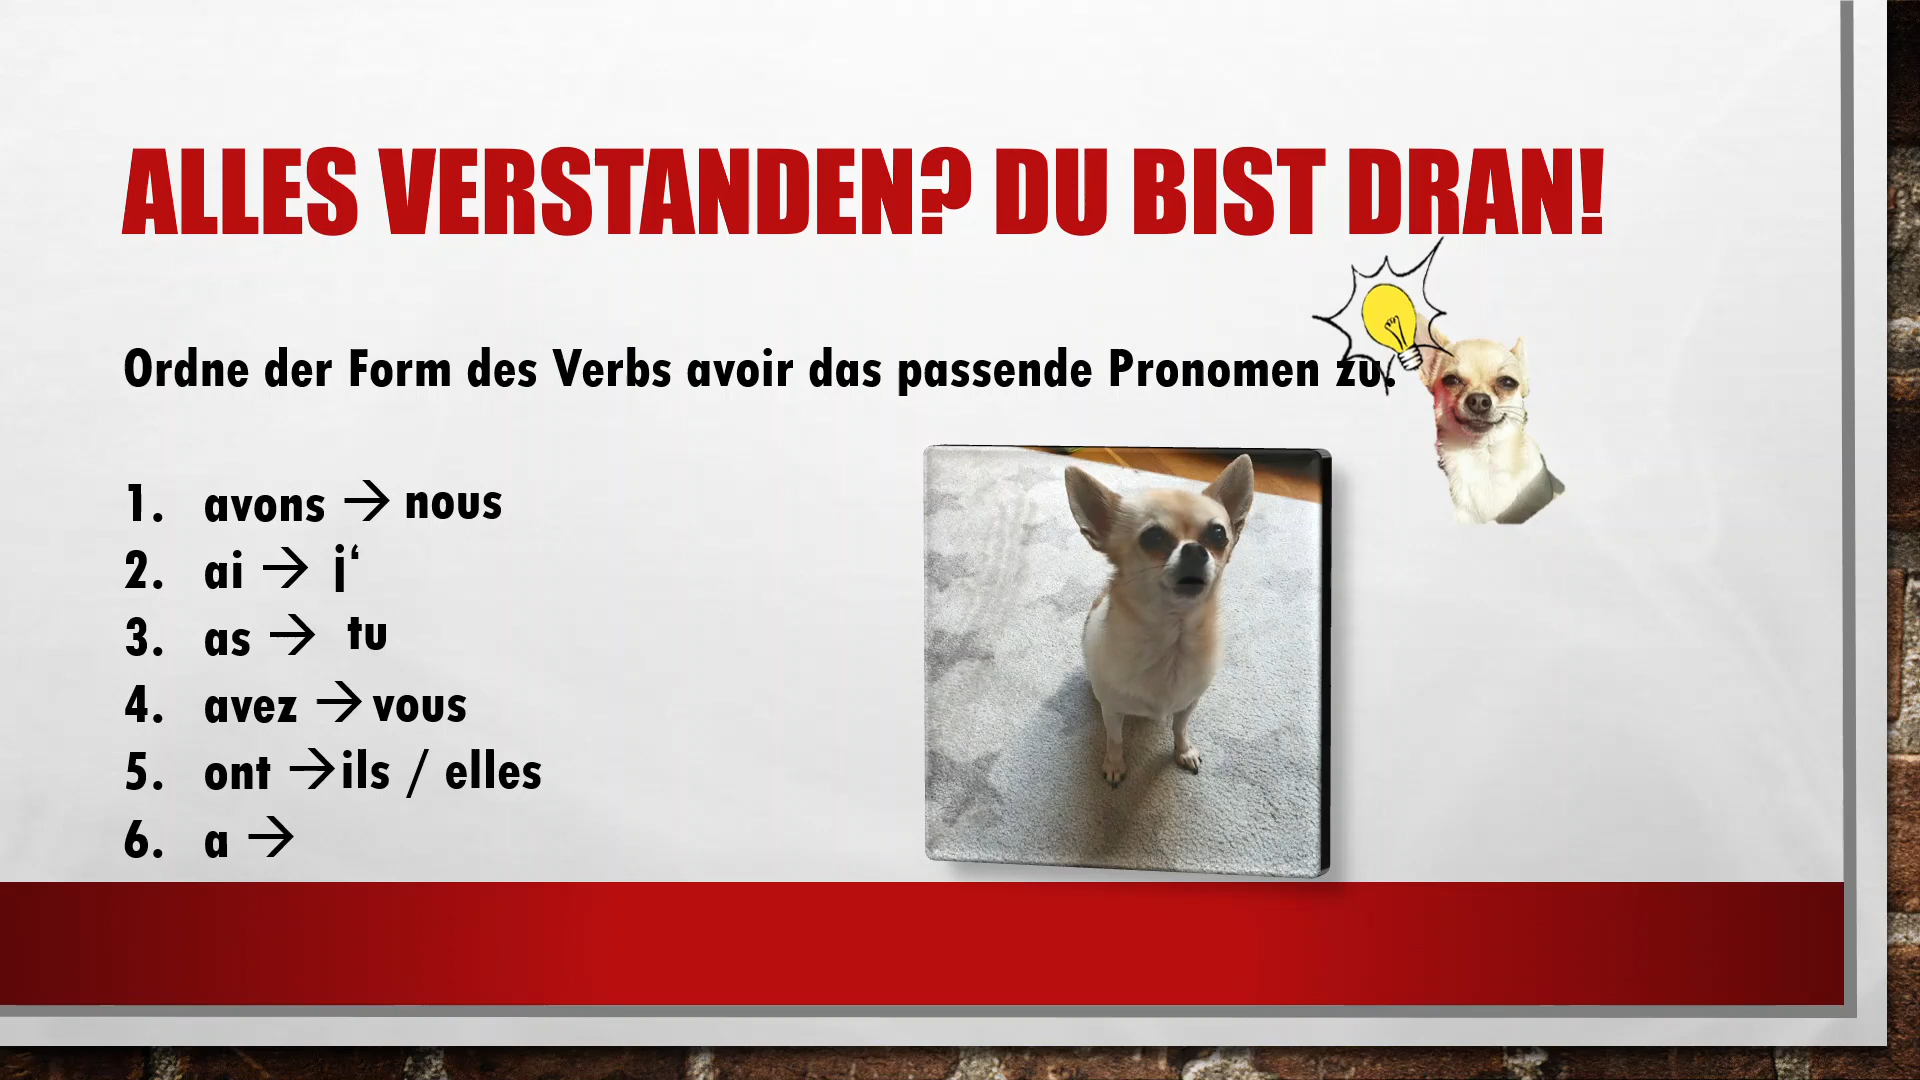 ALLES VERSTANDEN? DU BIST DRAN!
Ordne der Form des Verbs avoir das passende Pronomen zu.
1. avons → nous
2. ai → j‘
3. as → tu
4. avez → vous
5. ont → ils / elles
6. a →